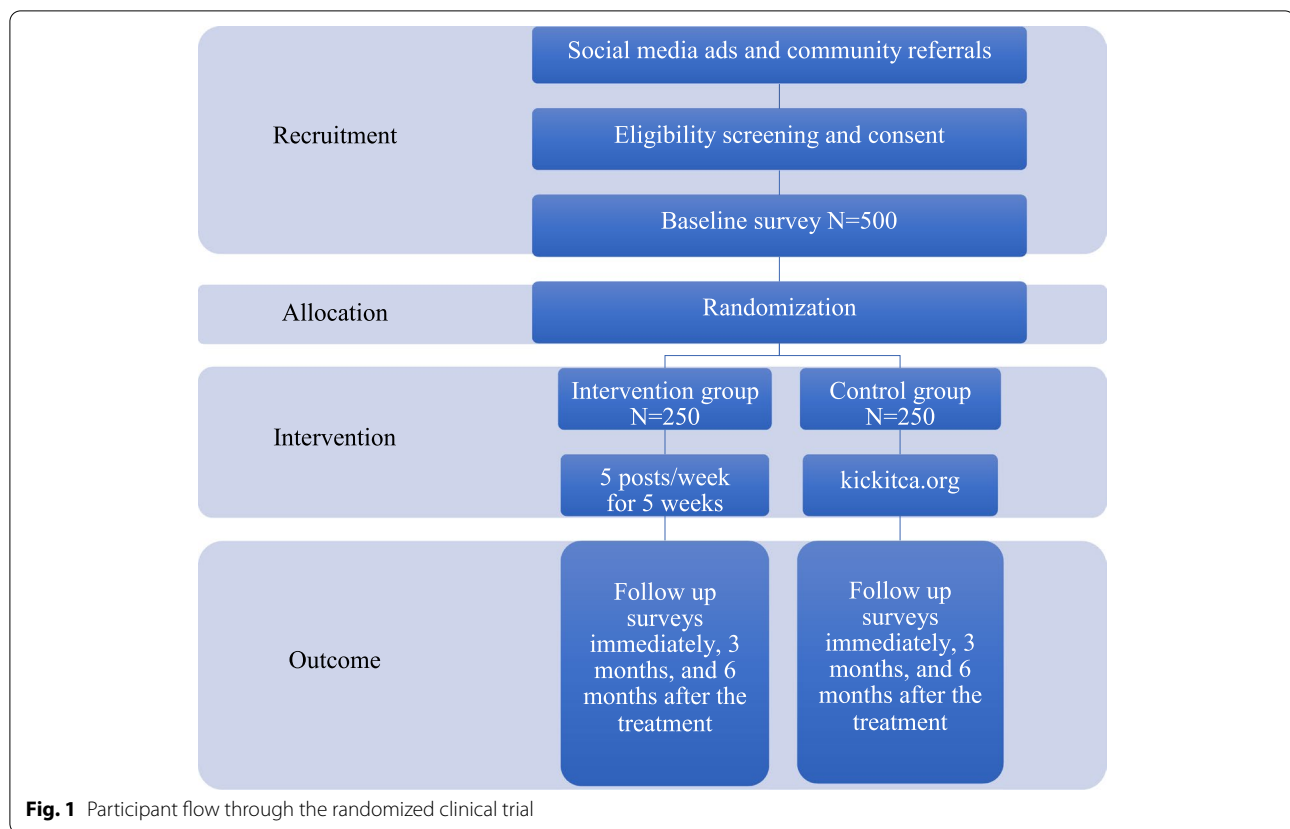 Social media ads and community referrals
Recruitment
Eligibility screening and consent
Baseline survey N=500
Allocation
Randomization
Intervention
Intervention group
N=250
Control group
N=250
5 posts/week
for 5 weeks
kickitca.org
Outcome
Follow up
surveys
immediately, 3
months, and 6
months after the
treatment
Follow up
surveys
immediately, 3
months, and 6
months after the
treatment
Fig. 1 Participant flow through the randomized clinical trial